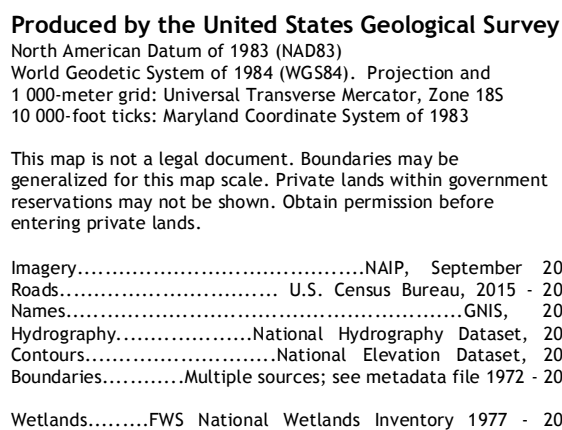 Produced by the United States Geological Survey
North American Datum of 1983 (NAD83)
World Geodetic System of 1984 (WGS84). Projection and
1 000-meter grid: Universal Transverse Mercator, Zone 18S
10 000-foot ticks: Maryland Coordinate System of 1983
This map is not a legal document. Boundaries may be
generalized for this map scale. Private lands within government
reservations may not be shown. Obtain permission before
entering private lands.
Imagery..........................................NAIP, September 20
Roads................................ U.S. Census Bureau, 2015 - 20
Names..........................................................GNIS, 20
Hydrography....................National Hydrography Dataset, 20
Contours............................National Elevation Dataset, 20
Boundaries............Multiple sources; see metadata file 1972 - 20
Wetlands.........FWS National Wetlands Inventory 1977 - 20